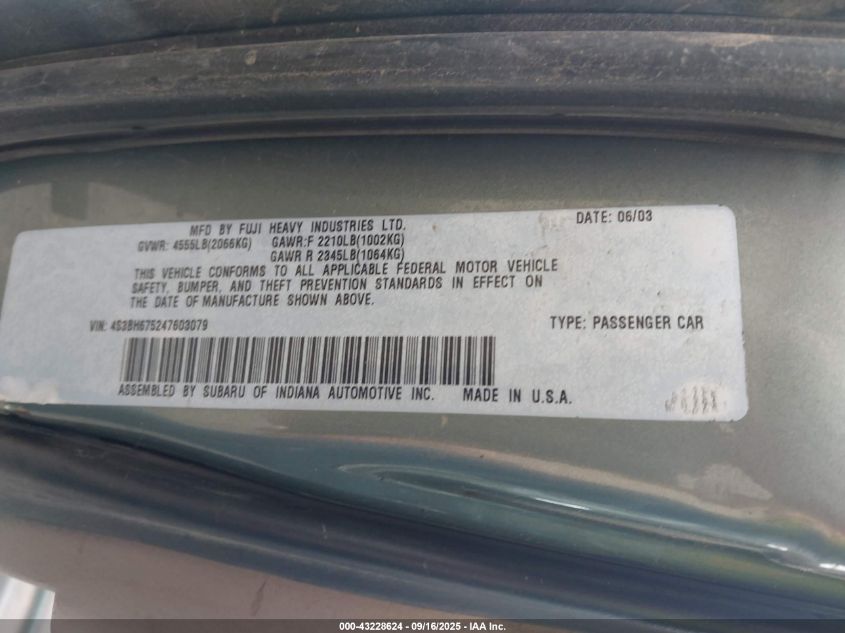 MFD BY FUJI HEAVY INDUSTRIES LTD. DATE: 06/03
GVWR: 4555LB(2066KG) GAWR:F 2210LB(1002KG)
GAWR R 2345LB(1064KG)
THIS VEHICLE CONFORMS TO ALL APPLICABLE FEDERAL MOTOR VEHICLE
SAFETY, BUMPER, AND THEFT PREVENTION STANDARDS IN EFFECT ON
THE DATE OF MANUFACTURE SHOWN ABOVE.
VIN: 4S3BH675247603079 TYPE: PASSENGER CAR
ASSEMBLED BY SUBARU OF INDIANA AUTOMOTIVE INC. MADE IN U.S.A.
000-43228624 - 09/16/2025 - IAA Inc.